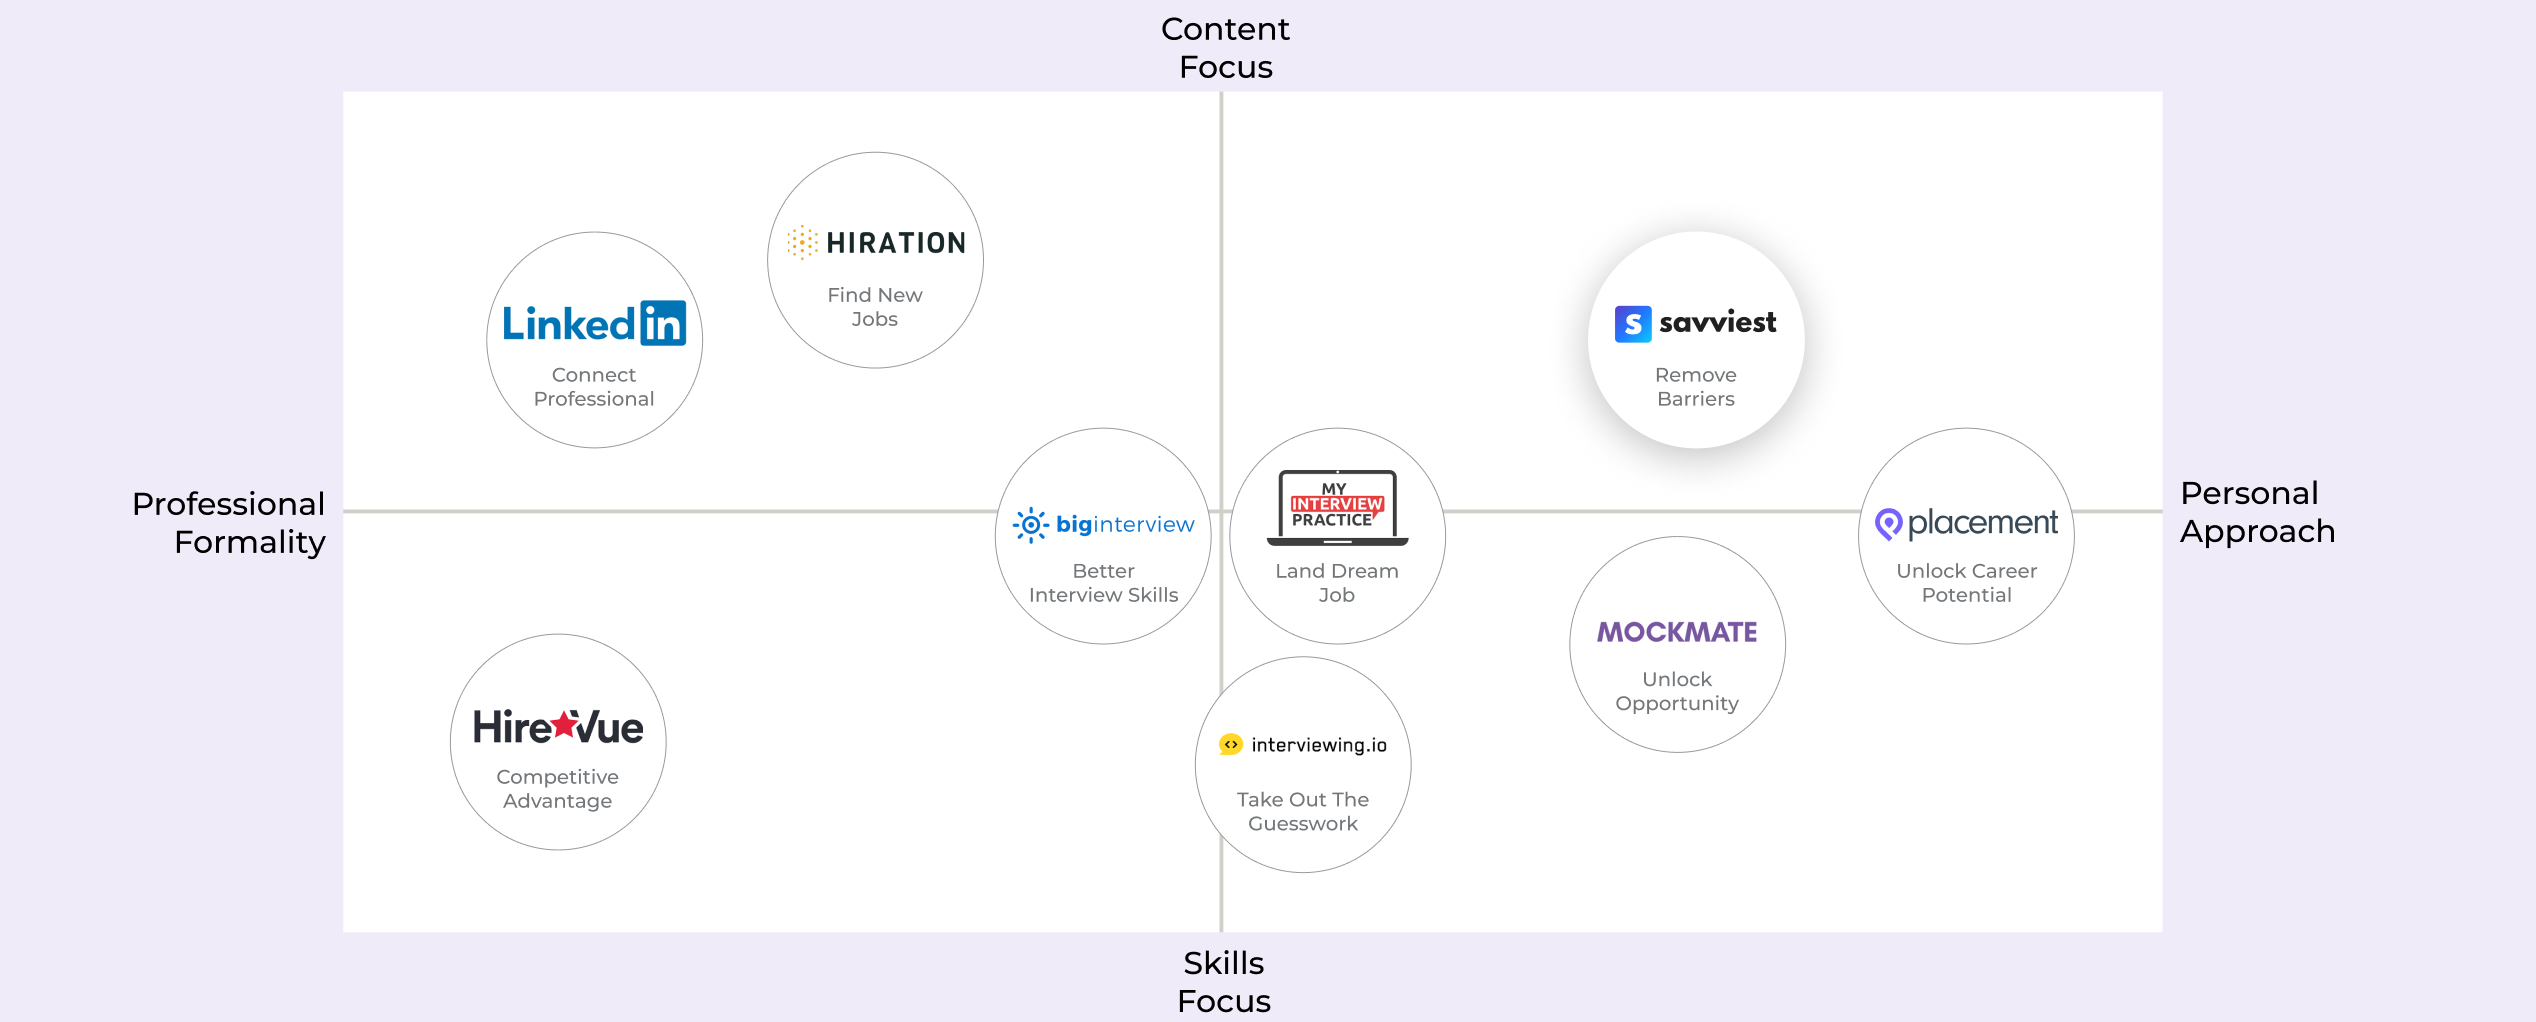 Content
Focus
HIRATION
Find New
Jobs
Linkedin
Connect
Professional
savviest
Remove
Barriers
Professional
Formality
biginterview
Better
Interview Skills
MY
INTERVIEW
PRACTICE
Land Dream
Job
placement
Unlock Career
Potential
Personal
Approach
MOCKMATE
Unlock
Opportunity
HireVue
Competitive
Advantage
interviewing.io
Take Out The
Guesswork
Skills
Focus